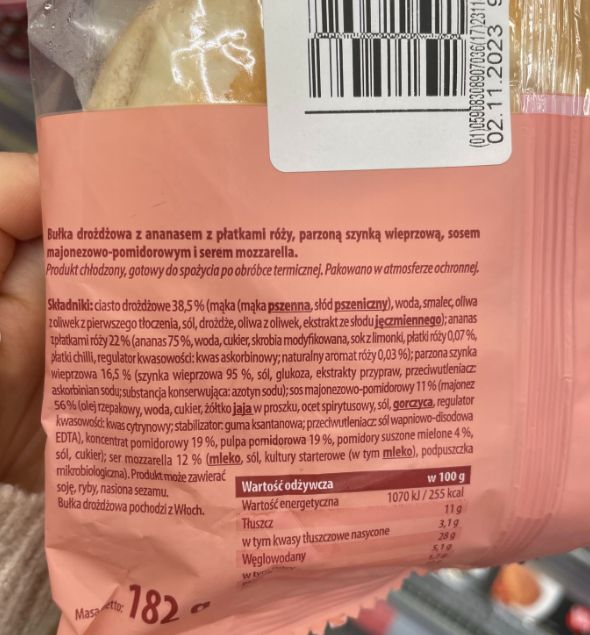 (01)05908308907036(17)2311
02.11.2023
Bułka drożdżowa z ananasem z płatkami róży, parzoną szynką wieprzową, sosem
majonezowo-pomidorowym i serem mozzarella.
Produkt chłodzony, gotowy do spożycia po obróbce termicznej. Pakowano w atmosferze ochronnej.
Składniki: ciasto drożdżowe 38,5 % (mąka (mąka pszenna, słód pszeniczny), woda, smalec, oliwa
z oliwek z pierwszego tłoczenia, sól, drożdże, oliwa z oliwek, ekstrakt ze słodu jęczmiennego); ananas
z płatkami róży 22 % (ananas 75 %, woda, cukier, skrobia modyfikowana, sok z limonki, płatki róży 0,07 %,
płatki chilli, regulator kwasowości: kwas askorbinowy; naturalny aromat róży 0,03 %); parzona szynka
wieprzowa 16,5 % (szynka wieprzowa 95 %, sól, glukoza, ekstrakty przypraw, przeciwutleniacz:
askorbinian sodu; substancja konserwująca: azotyn sodu); sos majonezowo-pomidorowy 11 % (majonez
56 % (olej rzepakowy, woda, cukier, żółtko jaja w proszku, ocet spirytusowy, sól, gorczyca, regulator
kwasowości: kwas cytrynowy; stabilizator: guma ksantanowa; przeciwutleniacz: sól wapniowo-disodowa
EDTA), koncentrat pomidorowy 19 %, pulpa pomidorowa 19 %, pomidory suszone mielone 4 %,
sól, cukier); ser mozzarella 12 % (mleko, sól, kultury starterowe (w tym mleko), podpuszczka
mikrobiologiczna). Produkt może zawierać
soję, ryby, nasiona sezamu.
Bułka drożdżowa pochodzi z Włoch.
Wartość odżywcza w 100 g
Wartość energetyczna 1070 kJ / 255 kcal
Tłuszcz 11 g
w tym kwasy tłuszczowe nasycone 3,1 g
Węglowodany 28 g
w tym 5,1 g
Masa netto: 182 g